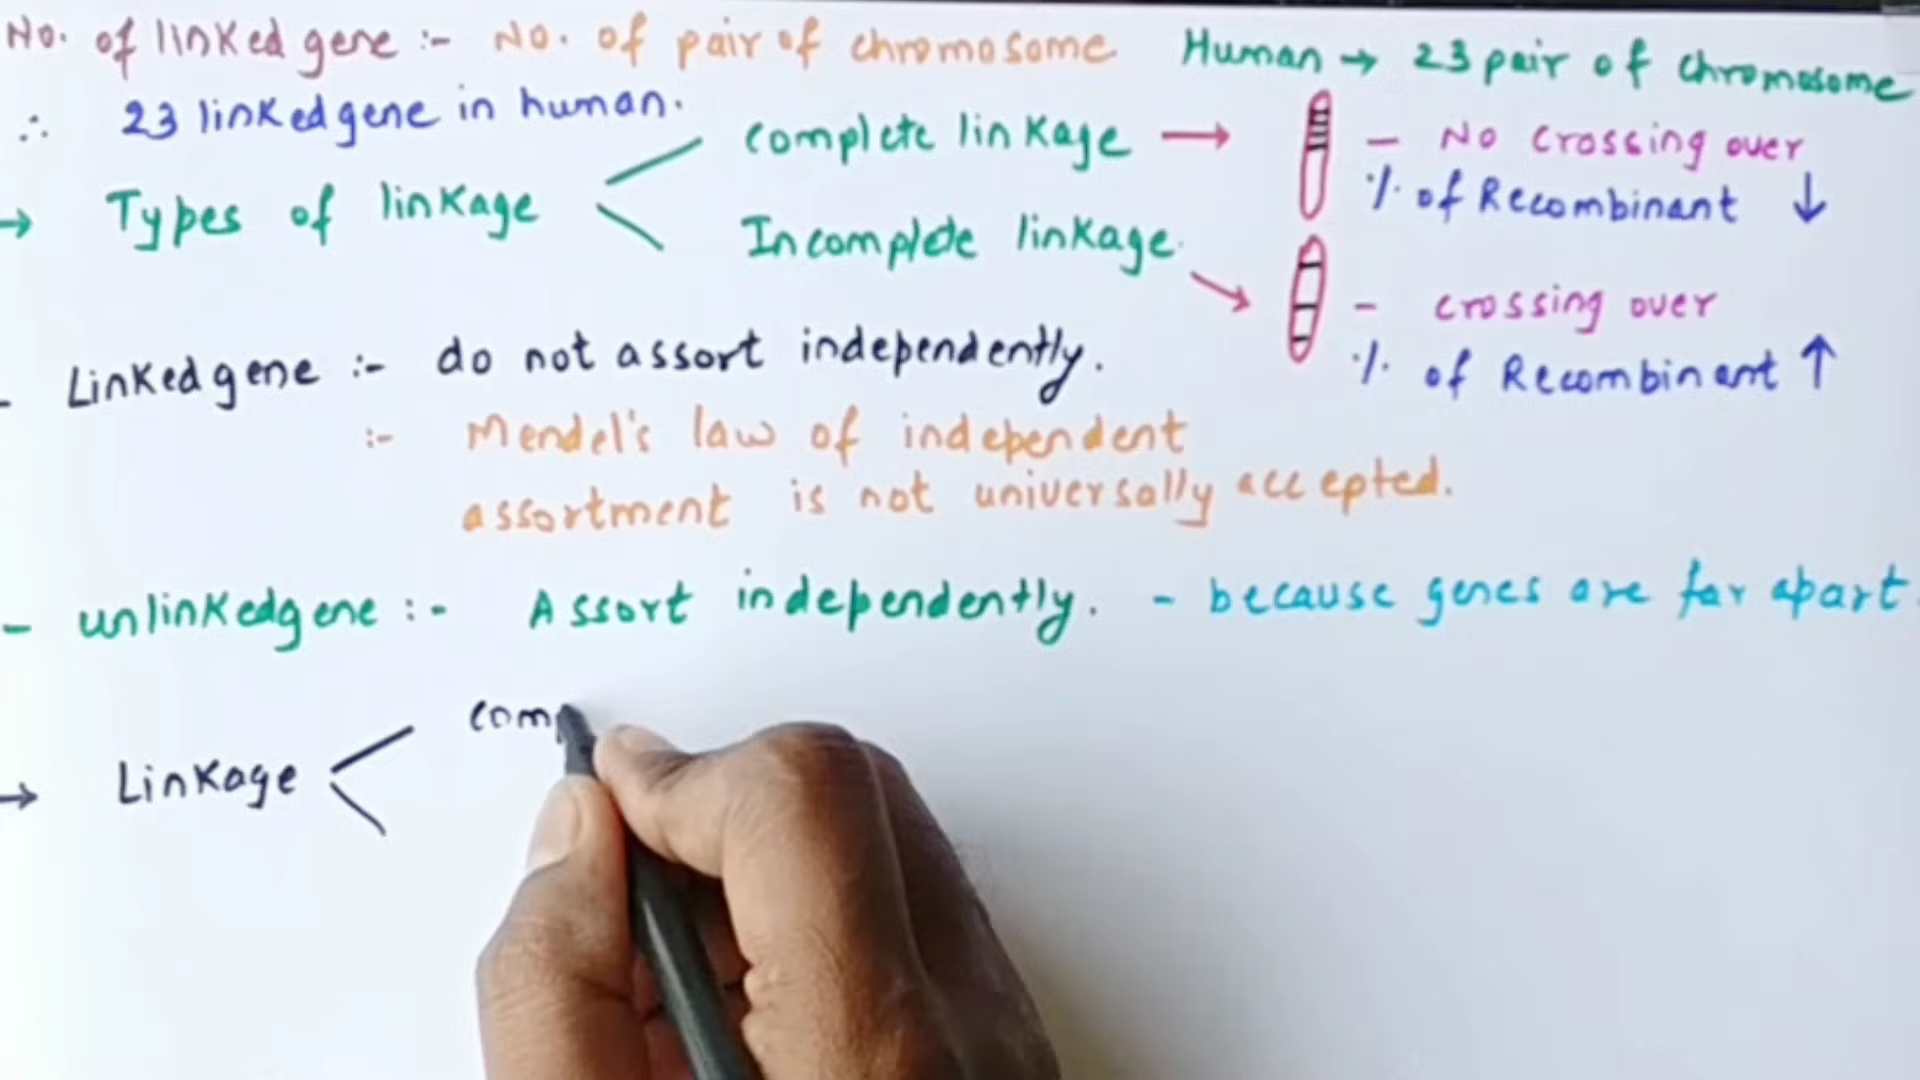 No. of linked gene :- No. of pair of chromosome
Human → 23 pair of chromosome
∴ 23 linked gene in human.
→ Types of linkage
complete linkage →
- No crossing over
% of Recombinant ↓
Incomplete linkage
- crossing over
% of Recombinant ↑
- Linked gene :- do not assort independently.
:- Mendel's law of independent
assortment is not universally accepted.
- unlinked gene :- Assort independently. - because genes are far apart.
→ Linkage
comp